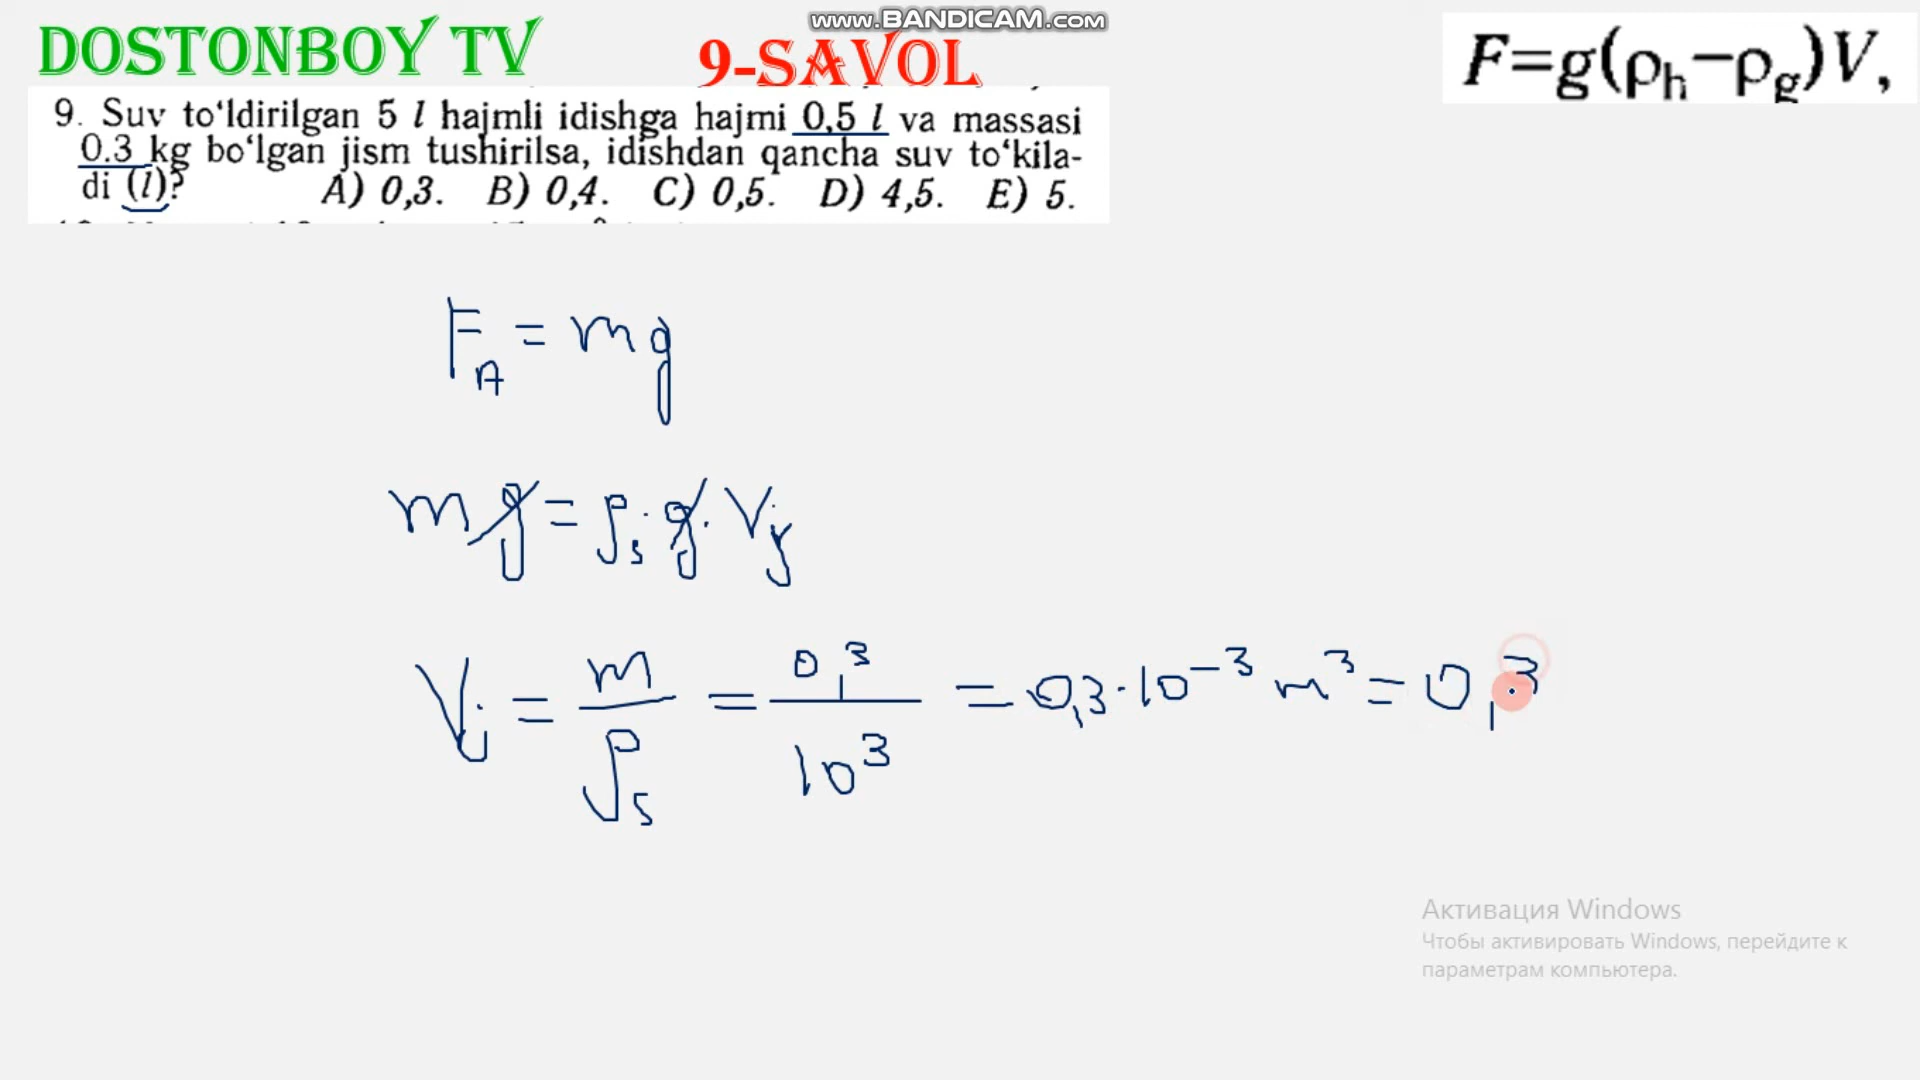 www.BANDICAM.com
DOSTONBOY TV
9-SAVOL
F=g(ρh−ρg)V,
9. Suv to‘ldirilgan 5 l hajmli idishga hajmi 0,5 l va massasi
0.3 kg bo‘lgan jism tushirilsa, idishdan qancha suv to‘kila-
di (l)? A) 0,3. B) 0,4. C) 0,5. D) 4,5. E) 5.
F_A = mg
mg = ρs · g · Vj
Vj = m/ρs = 0,3/10³ = 0,3 · 10⁻³ m³ = 0,3
Активация Windows
Чтобы активировать Windows, перейдите к
параметрам компьютера.